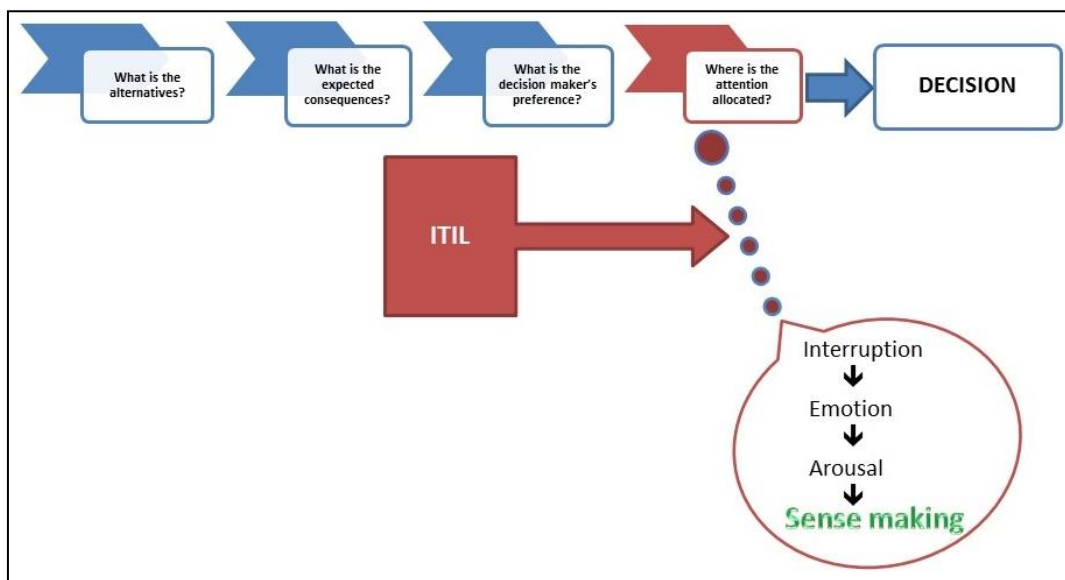 What is the
alternatives?
What is the
expected
consequences?
What is the
decision maker's
preference?
Where is the
attention
allocated?
DECISION
ITIL
Interruption
Emotion
Arousal
Sense making